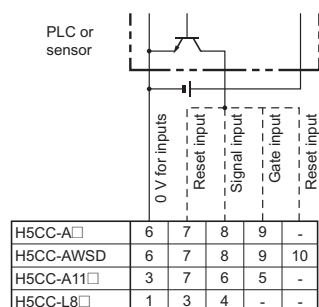 PLC or
sensor
0 V for inputs
Reset input
Signal input
Gate input
Reset input
H5CC-A□ 6 7 8 9 -
H5CC-AWSD 6 7 8 9 10
H5CC-A11□ 3 7 6 5 -
H5CC-L8□ 1 3 4 - -